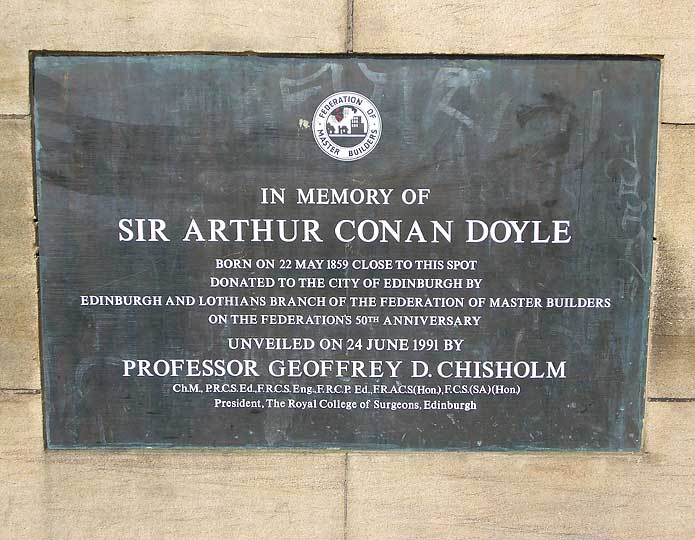 FEDERATION OF
MASTER BUILDERS
IN MEMORY OF
SIR ARTHUR CONAN DOYLE
BORN ON 22 MAY 1859 CLOSE TO THIS SPOT
DONATED TO THE CITY OF EDINBURGH BY
EDINBURGH AND LOTHIANS BRANCH OF THE FEDERATION OF MASTER BUILDERS
ON THE FEDERATION'S 50TH ANNIVERSARY
UNVEILED ON 24 JUNE 1991 BY
PROFESSOR GEOFFREY D. CHISHOLM
Ch.M., P.R.C.S.Ed., F.R.C.S. Eng., F.R.C.P. Ed., F.R.A.C.S.(Hon.), F.C.S.(SA)(Hon.)
President, The Royal College of Surgeons, Edinburgh